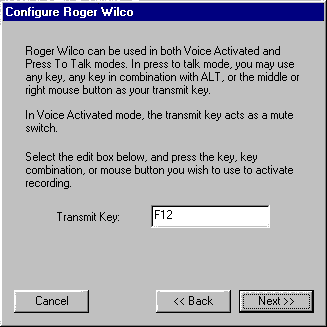 Configure Roger Wilco
Roger Wilco can be used in both Voice Activated and
Press To Talk modes. In press to talk mode, you may use
any key, any key in combination with ALT, or the middle or
right mouse button as your transmit key.
In Voice Activated mode, the transmit key acts as a mute
switch.
Select the edit box below, and press the key, key
combination, or mouse button you wish to use to activate
recording.
Transmit Key: F12
Cancel << Back Next >>